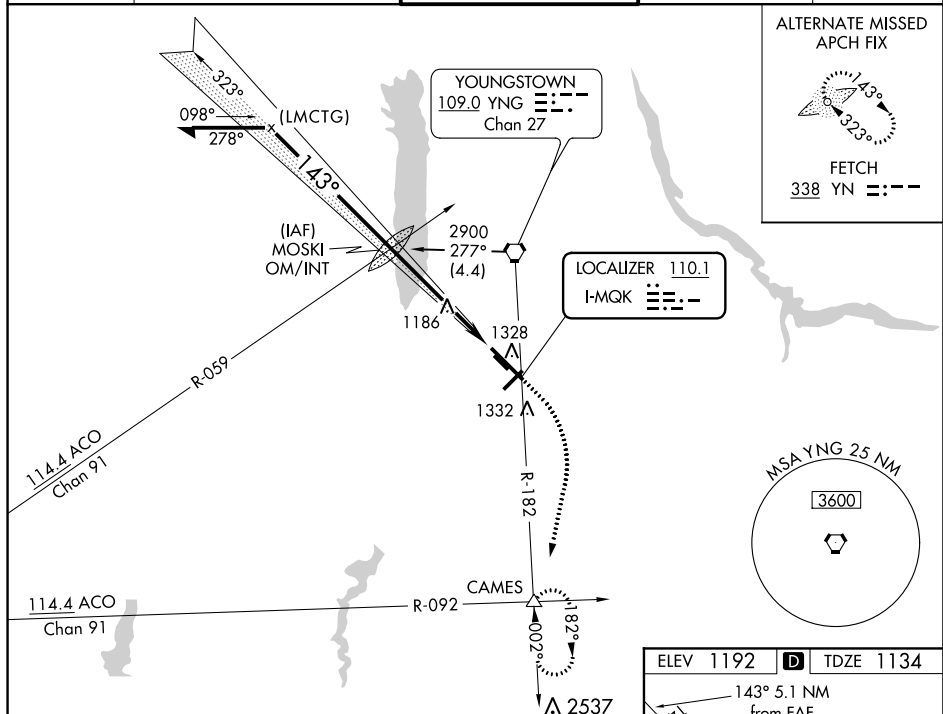 ALTERNATE MISSED
APCH FIX
143°
323°
FETCH
338 YN
YOUNGSTOWN
109.0 YNG
Chan 27
323°
098°
278°
(LMCTG)
143°
(IAF)
MOSKI
OM/INT
2900
277°
(4.4)
LOCALIZER 110.1
I-MQK
1186
1328
1332
R-059
114.4 ACO
Chan 91
R-182
MSA YNG 25 NM
3600
CAMES
114.4 ACO
Chan 91
R-092
002°
182°
2537
ELEV 1192 D TDZE 1134
143° 5.1 NM
from FAF